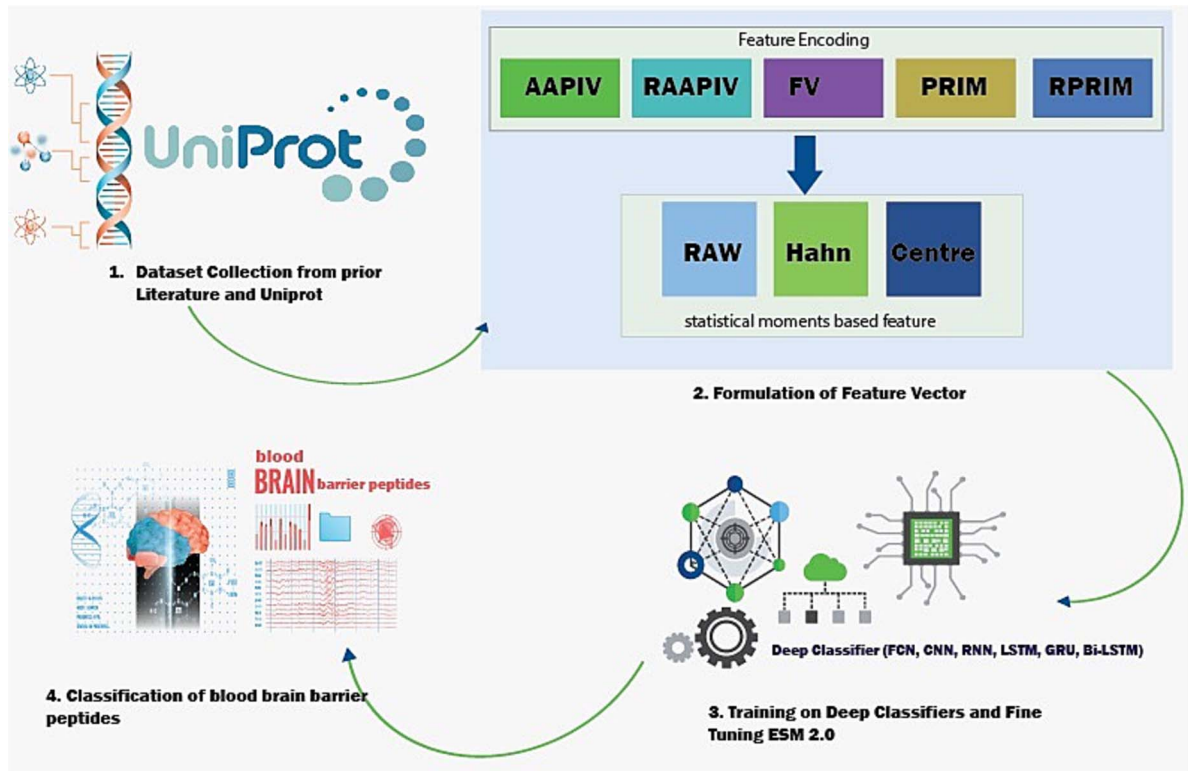 Feature Encoding
AAPIV
RAAPIV
FV
PRIM
RPRIM
UniProt
RAW
Hahn
Centre
statistical moments based feature
1. Dataset Collection from prior
Literature and Uniprot
2. Formulation of Feature Vector
blood
BRAIN barrier peptides
Deep Classifier (FCN, CNN, RNN, LSTM, GRU, Bi-LSTM)
4. Classification of blood brain barrier
peptides
3. Training on Deep Classifiers and Fine
Tuning ESM 2.0